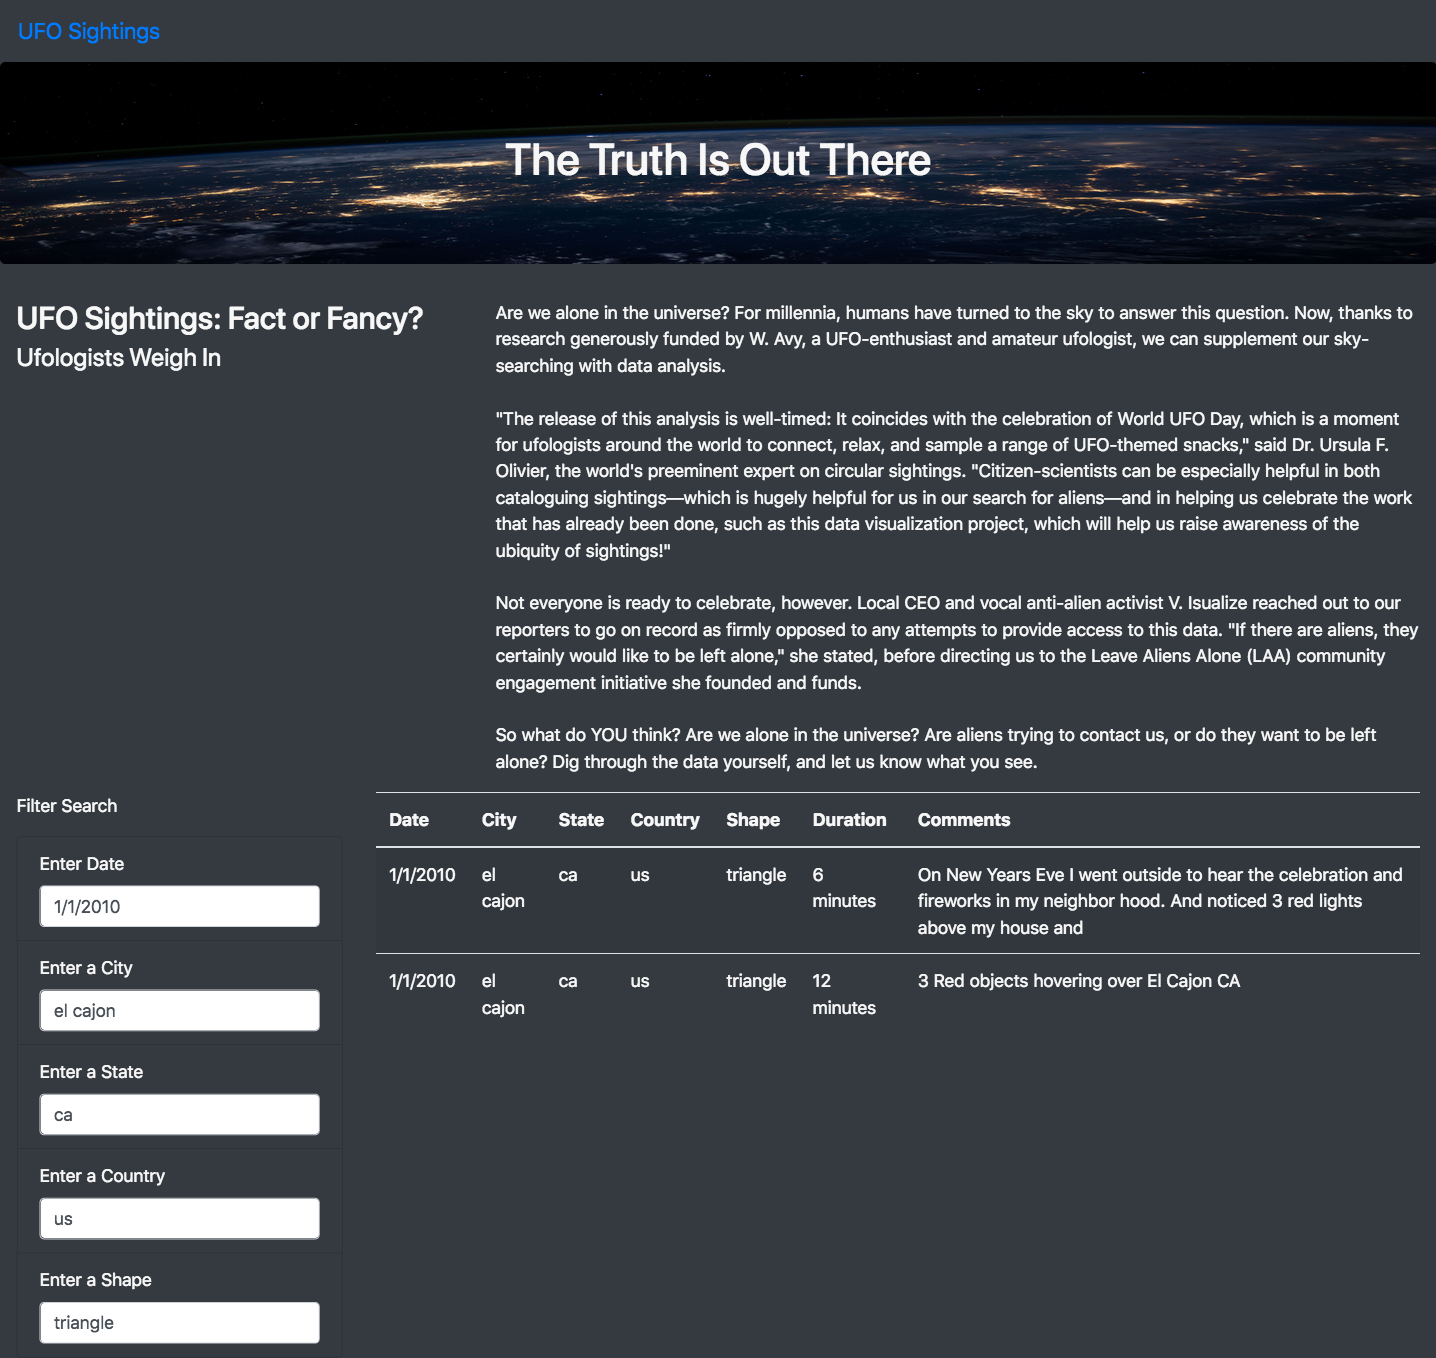 UFO Sightings
The Truth Is Out There
UFO Sightings: Fact or Fancy?
Ufologists Weigh In
Are we alone in the universe? For millennia, humans have turned to the sky to answer this question. Now, thanks to
research generously funded by W. Avy, a UFO-enthusiast and amateur ufologist, we can supplement our sky-
searching with data analysis.
"The release of this analysis is well-timed: It coincides with the celebration of World UFO Day, which is a moment
for ufologists around the world to connect, relax, and sample a range of UFO-themed snacks," said Dr. Ursula F.
Olivier, the world's preeminent expert on circular sightings. "Citizen-scientists can be especially helpful in both
cataloguing sightings—which is hugely helpful for us in our search for aliens—and in helping us celebrate the work
that has already been done, such as this data visualization project, which will help us raise awareness of the
ubiquity of sightings!"
Not everyone is ready to celebrate, however. Local CEO and vocal anti-alien activist V. Isualize reached out to our
reporters to go on record as firmly opposed to any attempts to provide access to this data. "If there are aliens, they
certainly would like to be left alone," she stated, before directing us to the Leave Aliens Alone (LAA) community
engagement initiative she founded and funds.
So what do YOU think? Are we alone in the universe? Are aliens trying to contact us, or do they want to be left
alone? Dig through the data yourself, and let us know what you see.
Filter Search
Enter Date
1/1/2010
Enter a City
el cajon
Enter a State
ca
Enter a Country
us
Enter a Shape
triangle
Date City State Country Shape Duration Comments
1/1/2010 el ca us triangle 6 On New Years Eve I went outside to hear the celebration and
cajon minutes fireworks in my neighbor hood. And noticed 3 red lights
above my house and
1/1/2010 el ca us triangle 12 3 Red objects hovering over El Cajon CA
cajon minutes